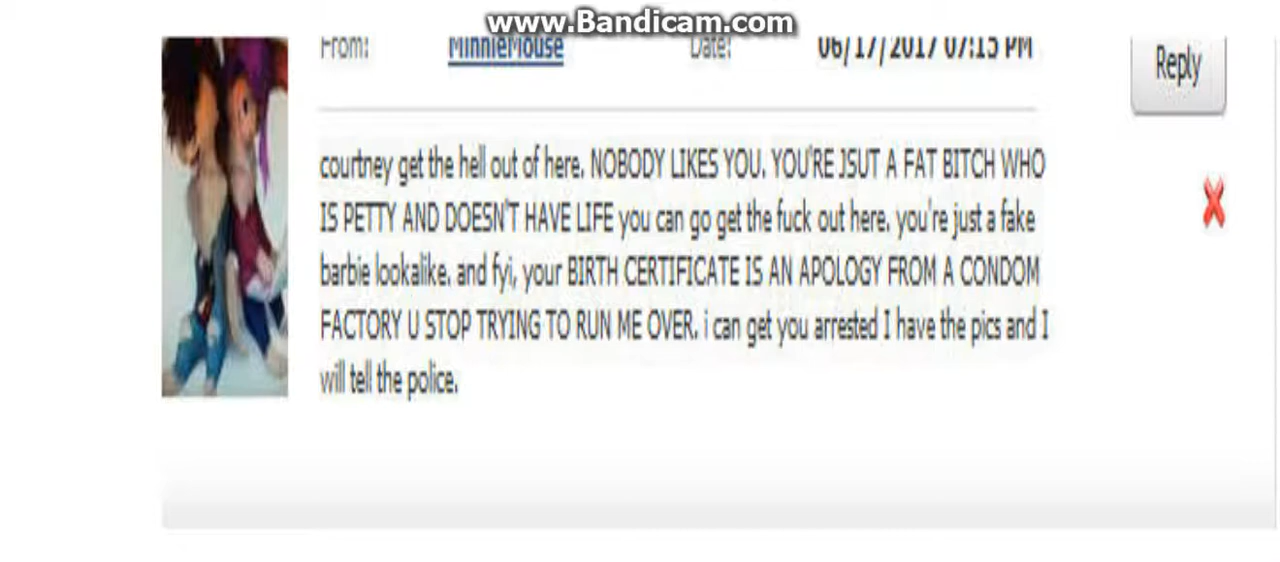 www.Bandicam.com
From: MinnieMouse Date: 06/17/2017 07:15 PM
Reply
courtney get the hell out of here. NOBODY LIKES YOU. YOU'RE JSUT A FAT BITCH WHO
IS PETTY AND DOESN'T HAVE LIFE you can go get the fuck out here. you're just a fake
barbie lookalike. and fyi, your BIRTH CERTIFICATE IS AN APOLOGY FROM A CONDOM
FACTORY U STOP TRYING TO RUN ME OVER. i can get you arrested I have the pics and I
will tell the police.